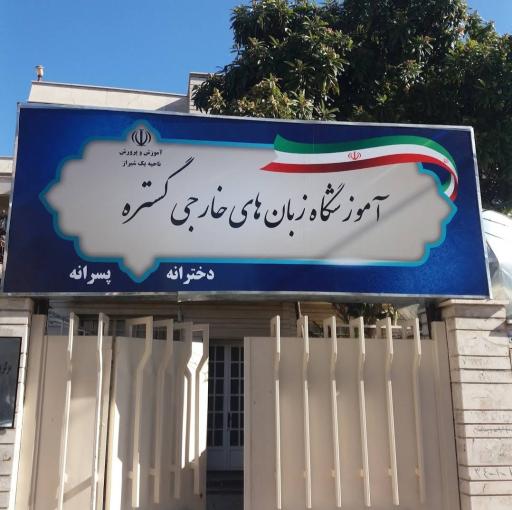 آموزش و پرورش
ناحیه یک شیراز
آموزشگاه زبان های خارجی گستره
دخترانه پسرانه